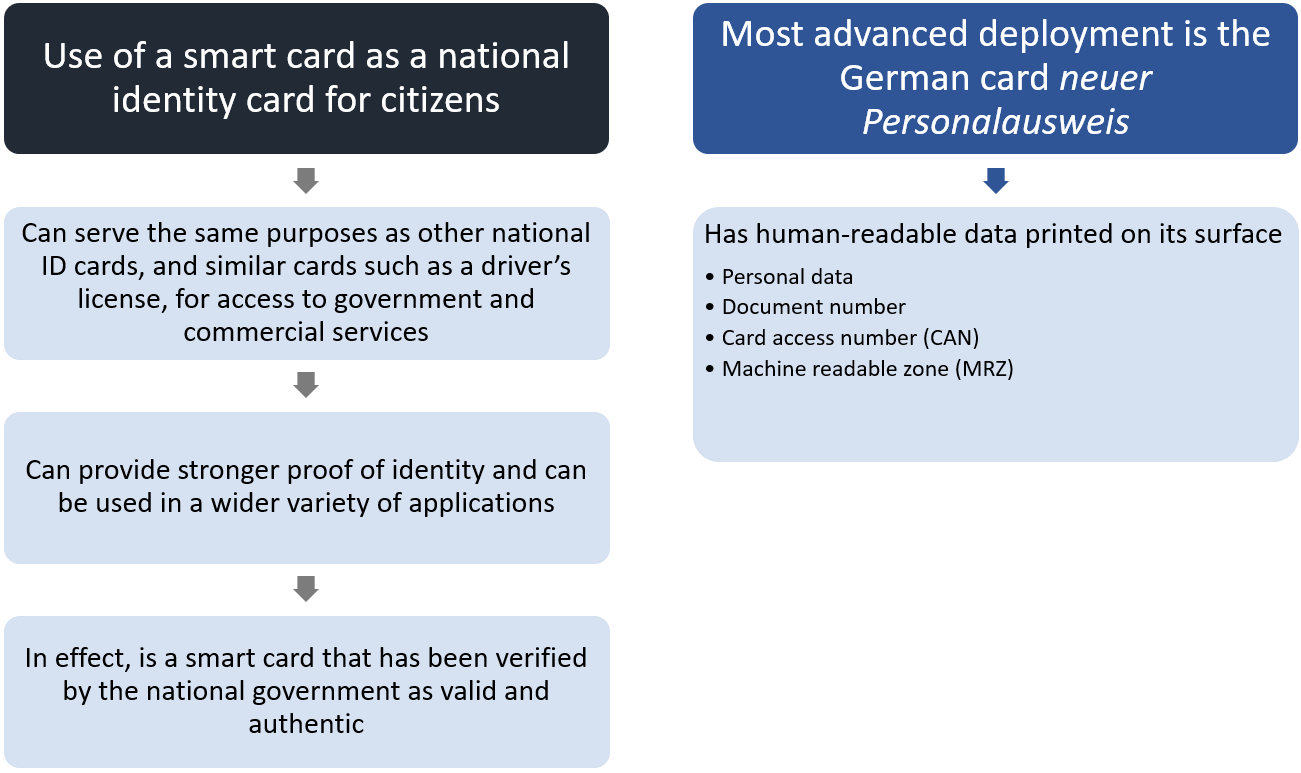 Use of a smart card as a national
identity card for citizens
Can serve the same purposes as other national
ID cards, and similar cards such as a driver’s
license, for access to government and
commercial services
Can provide stronger proof of identity and can
be used in a wider variety of applications
In effect, is a smart card that has been verified
by the national government as valid and
authentic
Most advanced deployment is the
German card neuer
Personalausweis
Has human-readable data printed on its surface
• Personal data
• Document number
• Card access number (CAN)
• Machine readable zone (MRZ)